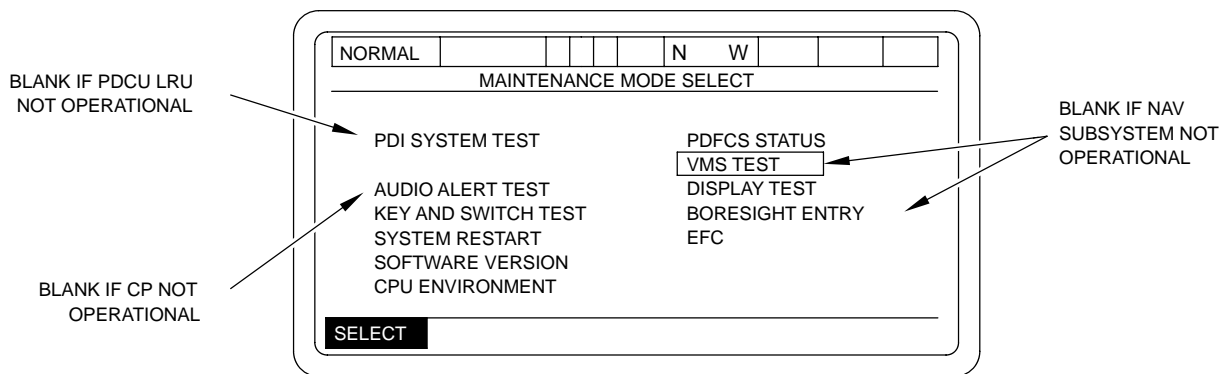 NORMAL N W
MAINTENANCE MODE SELECT
BLANK IF PDCU LRU
NOT OPERATIONAL
PDI SYSTEM TEST
AUDIO ALERT TEST
KEY AND SWITCH TEST
SYSTEM RESTART
SOFTWARE VERSION
CPU ENVIRONMENT
PDFCS STATUS
VMS TEST
DISPLAY TEST
BORESIGHT ENTRY
EFC
BLANK IF NAV
SUBSYSTEM NOT
OPERATIONAL
BLANK IF CP NOT
OPERATIONAL
SELECT